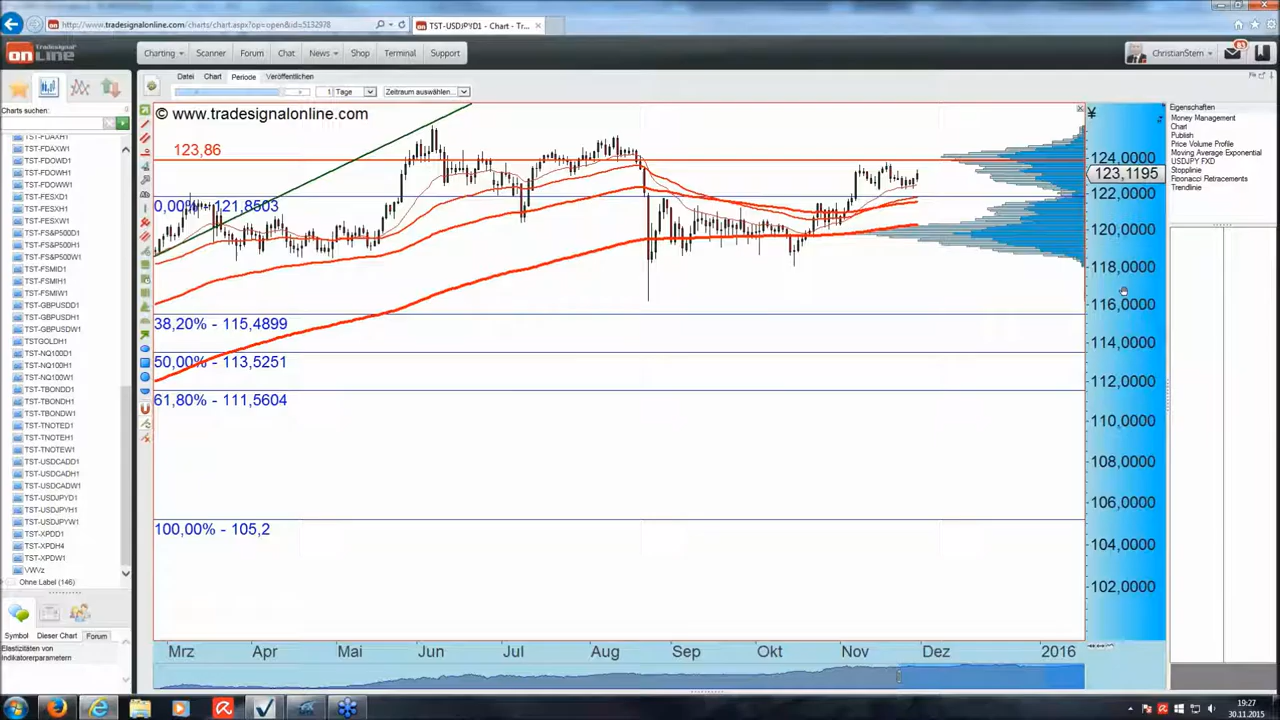 http://www.tradesignalonline.com/charts/chart.aspx?op=open&id=5132978
TST-USDJPYD1 - Chart - Tr...
Tradesignal
onLine
Charting
Scanner
Forum
Chat
News
Shop
Terminal
Support
ChristianStern
83
Datei
Chart
Periode
Veröffentlichen
1
Tage
Zeitraum auswählen...
Charts suchen:
TST-FDAXH1
TST-FDAXW1
TST-FDOWD1
TST-FDOWH1
TST-FDOWW1
TST-FESXD1
TST-FESXH1
TST-FESXW1
TST-FS&P500D1
TST-FS&P500H1
TST-FS&P500W1
TST-FSMID1
TST-FSMIH1
TST-FSMIW1
TST-GBPUSDD1
TST-GBPUSDH1
TST-GBPUSDW1
TSTGOLDH1
TST-NQ100D1
TST-NQ100H1
TST-NQ100W1
TST-TBONDD1
TST-TBONDH1
TST-TBONDW1
TST-TNOTED1
TST-TNOTEH1
TST-TNOTEW1
TST-USDCADD1
TST-USDCADH1
TST-USDCADW1
TST-USDJPYD1
TST-USDJPYH1
TST-USDJPYW1
TST-XPDD1
TST-XPDH4
TST-XPDW1
VWVz
Ohne Label (146)
Symbol
Dieser Chart
Forum
Elastizitäten von
Indikatorerparametern
© www.tradesignalonline.com
123,86
0,00% - 121,8503
38,20% - 115,4899
50,00% - 113,5251
61,80% - 111,5604
100,00% - 105,2
¥
124,0000
123,1195
122,0000
120,0000
118,0000
116,0000
114,0000
112,0000
110,0000
108,0000
106,0000
104,0000
102,0000
Mrz
Apr
Mai
Jun
Jul
Aug
Sep
Okt
Nov
Dez
2016
Eigenschaften
Money Management
Chart
Publish
Price Volume Profile
Moving Average Exponential
USDJPY FXD
Stopplinie
Fibonacci Retracements
Trendlinie
19:27
30.11.2015